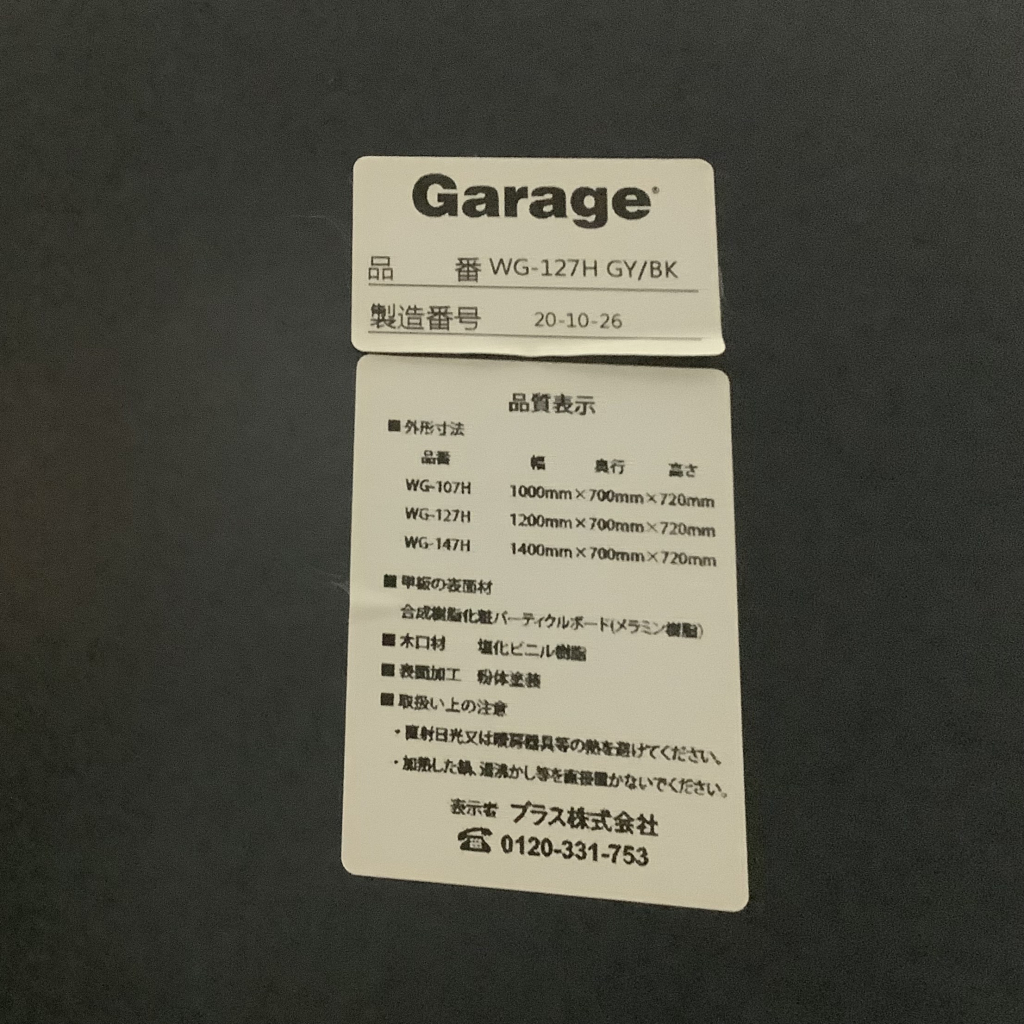 Garage®
品 番 WG-127H GY/BK
製造番号 20-10-26
品質表示
■外形寸法
品番 幅 奥行 高さ
WG-107H 1000mm×700mm×720mm
WG-127H 1200mm×700mm×720mm
WG-147H 1400mm×700mm×720mm
■甲板の表面材
合成樹脂化粧パーティクルボード(メラミン樹脂)
■木口材 塩化ビニル樹脂
■表面加工 粉体塗装
■取扱い上の注意
・直射日光又は暖房器具等の熱を避けてください。
・加熱した鍋、湯沸かし等を直接置かないでください。
表示者 プラス株式会社
☎ 0120-331-753